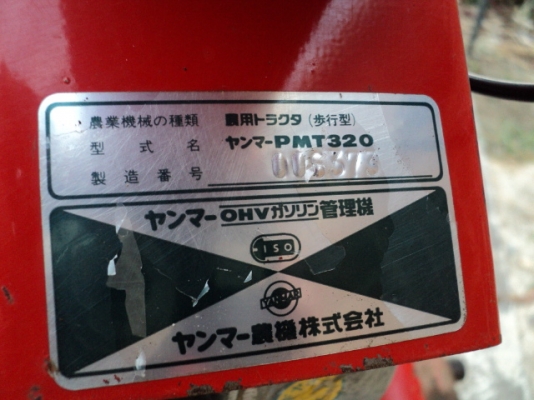 農業機械の種類 農用トラクタ(歩行型)
型式名 ヤンマーPMT320
製造番号
ヤンマーOHVガソリン管理機
ISO
YANMAR
ヤンマー農機株式会社